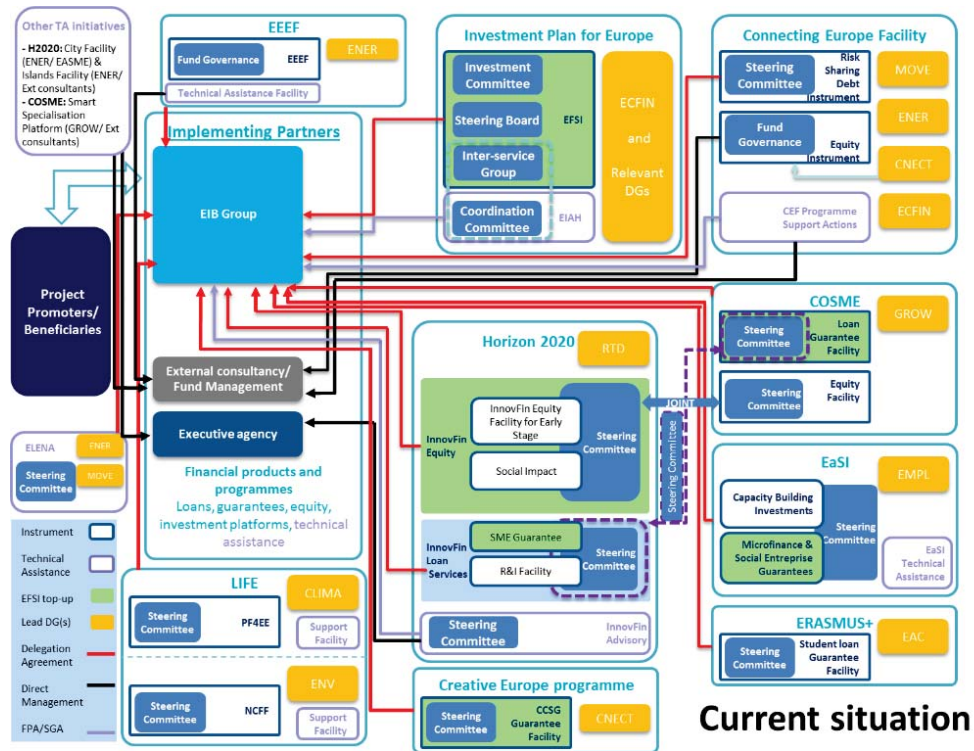 Other TA initiatives
- H2020: City Facility
(ENER/ EASME) &
Islands Facility (ENER/
Ext consultants)
- COSME: Smart
Specialisation
Platform (GROW/ Ext
consultants)
EEEF
Fund Governance
EEEF
ENER
Technical Assistance Facility
Implementing Partners
EIB Group
External consultancy/
Fund Management
Executive agency
Financial products and
programmes
Loans, guarantees, equity,
investment platforms, technical
assistance
Project
Promoters/
Beneficiaries
ELENA
ENER
Steering
Committee
MOVE
Instrument
Technical
Assistance
EFSI top-up
Lead DG(s)
Delegation
Agreement
Direct
Management
FPA/SGA
LIFE
CLIMA
Steering
Committee
PF4EE
Support
Facility
ENV
Steering
Committee
NCFF
Support
Facility
Investment Plan for Europe
Investment
Committee
Steering Board
EFSI
Inter-service
Group
Coordination
Committee
EIAH
ECFIN
and
Relevant
DGs
Connecting Europe Facility
Steering
Committee
Risk
Sharing
Debt
Instrument
MOVE
Fund
Governance
Equity
Instrument
ENER
CNECT
CEF Programme
Support Actions
ECFIN
Horizon 2020
RTD
InnovFin
Equity
InnovFin Equity
Facility for Early
Stage
Social Impact
Steering
Committee
InnovFin
Loan
Services
SME Guarantee
R&I Facility
Steering
Committee
Steering
Committee
InnovFin
Advisory
JOINT
Steering Committee
COSME
GROW
Steering
Committee
Loan
Guarantee
Facility
Steering
Committee
Equity
Facility
EaSI
EMPL
Capacity Building
Investments
Microfinance &
Social Entreprise
Guarantees
Steering
Committee
EaSI
Technical
Assistance
ERASMUS+
EAC
Steering
Committee
Student loan
Guarantee
Facility
Creative Europe programme
Steering
Committee
CCSG
Guarantee
Facility
CNECT
Current situation